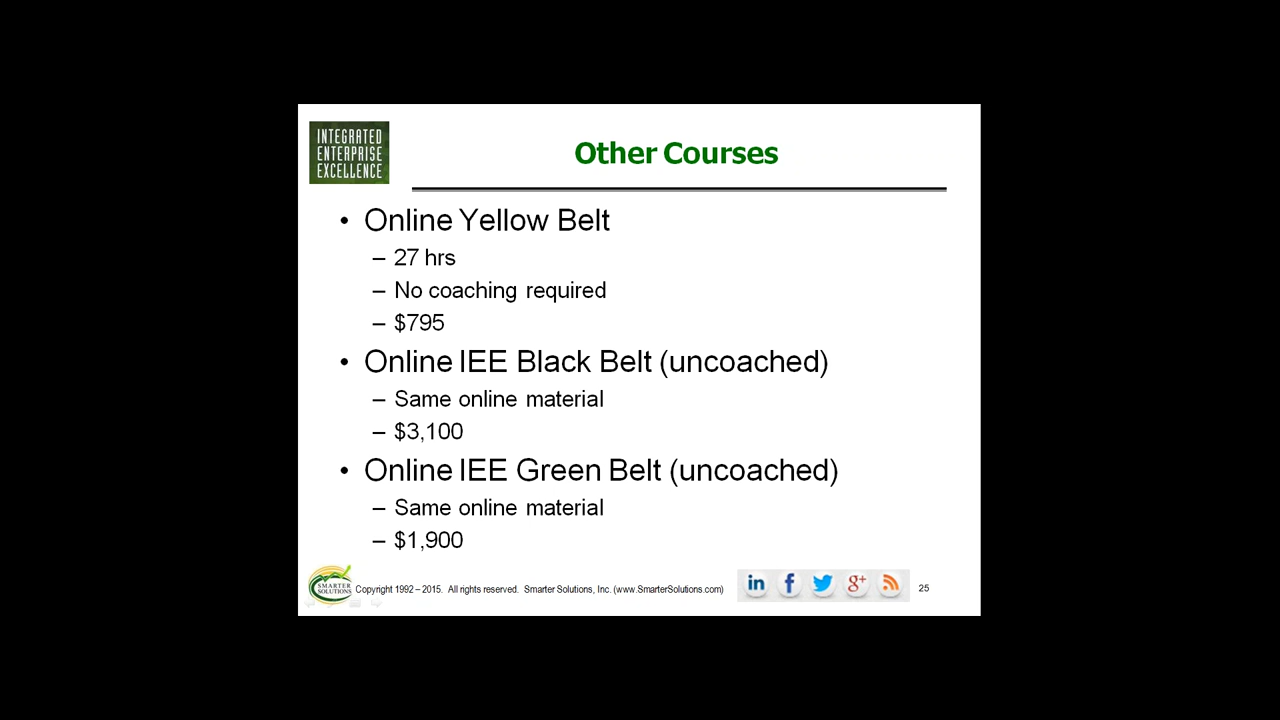 INTEGRATED
ENTERPRISE
EXCELLENCE
Other Courses
• Online Yellow Belt
– 27 hrs
– No coaching required
– $795
• Online IEE Black Belt (uncoached)
– Same online material
– $3,100
• Online IEE Green Belt (uncoached)
– Same online material
– $1,900
SMARTER
SOLUTIONS
Copyright 1992 – 2015. All rights reserved. Smarter Solutions, Inc. (www.SmarterSolutions.com)
in f g+
25